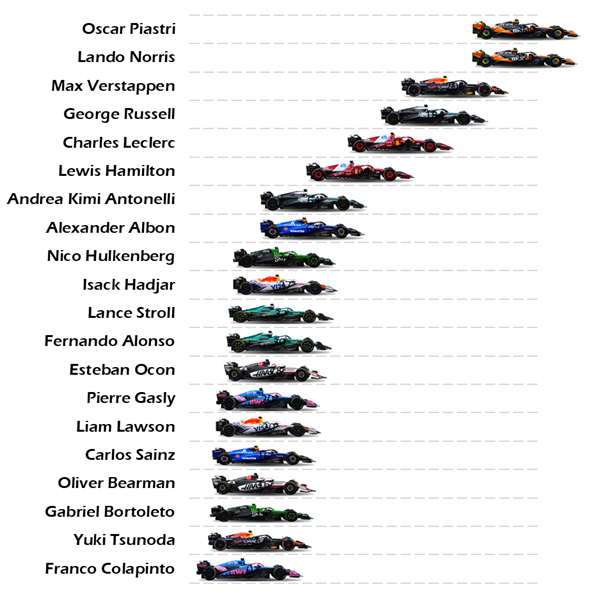 Oscar Piastri
Lando Norris
Max Verstappen
George Russell
Charles Leclerc
Lewis Hamilton
Andrea Kimi Antonelli
Alexander Albon
Nico Hulkenberg
Isack Hadjar
Lance Stroll
Fernando Alonso
Esteban Ocon
Pierre Gasly
Liam Lawson
Carlos Sainz
Oliver Bearman
Gabriel Bortoleto
Yuki Tsunoda
Franco Colapinto